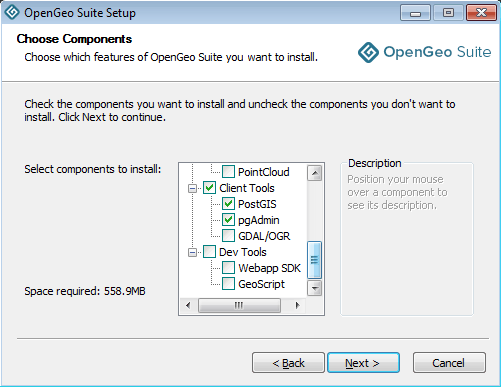 OpenGeo Suite Setup
Choose Components
Choose which features of OpenGeo Suite you want to install.
OpenGeo Suite
Check the components you want to install and uncheck the components you don't want to
install. Click Next to continue.
Select components to install:
PointCloud
Client Tools
PostGIS
pgAdmin
GDAL/OGR
Dev Tools
Webapp SDK
GeoScript
Description
Position your mouse
over a component to
see its description.
Space required: 558.9MB
< Back
Next >
Cancel